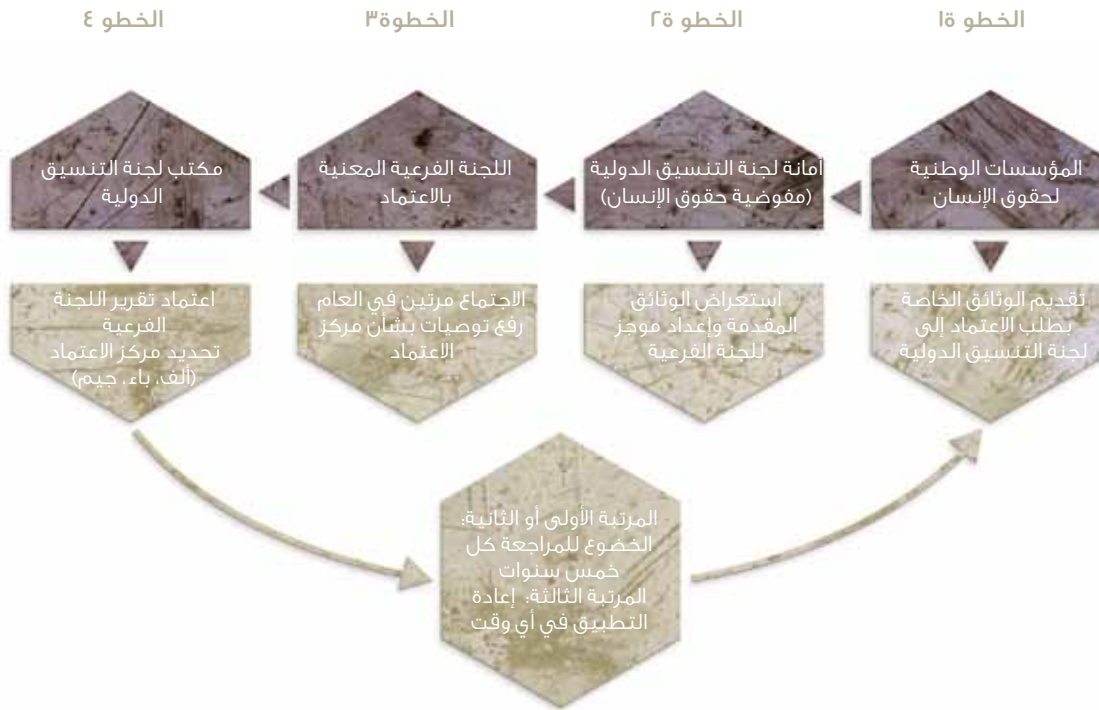 الخطو ة١
الخطو ة٢
الخطوة٣
الخطو ٤
المؤسسات الوطنية
لحقوق الإنسان
أمانة لجنة التنسيق الدولية
(مفوضية حقوق الإنسان)
اللجنة الفرعية المعنية
بالاعتماد
مكتب لجنة التنسيق
الدولية
تقديم الوثائق الخاصة
بطلب الاعتماد إلى
لجنة التنسيق الدولية
استعراض الوثائق
المقدمة وإعداد موجز
للجنة الفرعية
الاجتماع مرتين في العام
رفع توصيات بشأن مركز
الاعتماد
اعتماد تقرير اللجنة
الفرعية
تحديد مركز الاعتماد
(ألف، باء، جيم)
المرتبة الأولى أو الثانية:
الخضوع للمراجعة كل
خمس سنوات
المرتبة الثالثة: إعادة
التطبيق في أي وقت